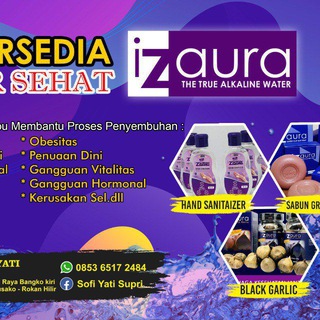 RSEDIA
R SEHAT
iZaura
THE TRUE ALKALINE WATER
Membantu Proses Penyembuhan :
* Obesitas
* Penuaan Dini
* Gangguan Vitalitas
* Gangguan Hormonal
* Kerusakan Sel.dll
HAND SANITAIZER
SABUN GR
BLACK GARLIC
YATI
0853 6517 2484
Raya Bangko kiri
usako - Rokan Hilir
Sofi Yati Supri